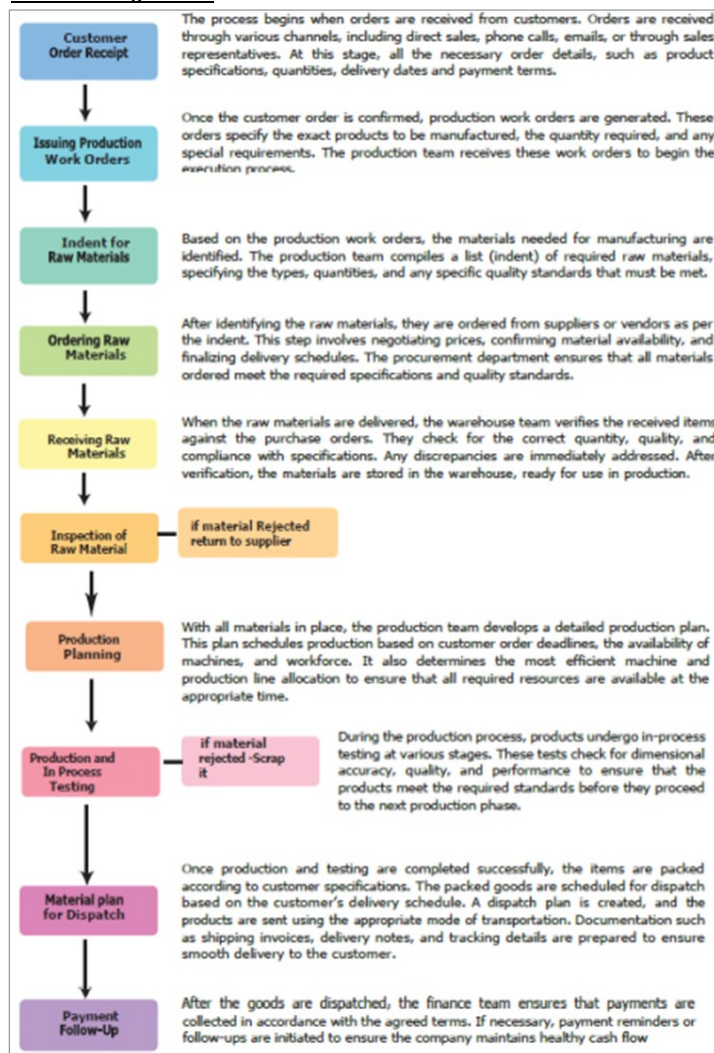 Customer
Order Receipt
The process begins when orders are received from customers. Orders are received
through various channels, including direct sales, phone calls, emails, or through sales
representatives. At this stage, all the necessary order details, such as product
specifications, quantities, delivery dates and payment terms.
Issuing Production
Work Orders
Once the customer order is confirmed, production work orders are generated. These
orders specify the exact products to be manufactured, the quantity required, and any
special requirements. The production team receives these work orders to begin the
execution process.
Indent for
Raw Materials
Based on the production work orders, the materials needed for manufacturing are
identified. The production team compiles a list (indent) of required raw materials,
specifying the types, quantities, and any specific quality standards that must be met.
Ordering Raw
Materials
After identifying the raw materials, they are ordered from suppliers or vendors as per
the indent. This step involves negotiating prices, confirming material availability, and
finalizing delivery schedules. The procurement department ensures that all materials
ordered meet the required specifications and quality standards.
Receiving Raw
Materials
When the raw materials are delivered, the warehouse team verifies the received items
against the purchase orders. They check for the correct quantity, quality, and
compliance with specifications. Any discrepancies are immediately addressed. After
verification, the materials are stored in the warehouse, ready for use in production.
Inspection of
Raw Material
if material Rejected
return to supplier
Production
Planning
With all materials in place, the production team develops a detailed production plan.
This plan schedules production based on customer order deadlines, the availability of
machines, and workforce. It also determines the most efficient machine and
production line allocation to ensure that all required resources are available at the
appropriate time.
Production and
In Process
Testing
if material
rejected -Scrap
it
During the production process, products undergo in-process
testing at various stages. These tests check for dimensional
accuracy, quality, and performance to ensure that the
products meet the required standards before they proceed
to the next production phase.
Material plan
for Dispatch
Once production and testing are completed successfully, the items are packed
according to customer specifications. The packed goods are scheduled for dispatch
based on the customer's delivery schedule. A dispatch plan is created, and the
products are sent using the appropriate mode of transportation. Documentation such
as shipping invoices, delivery notes, and tracking details are prepared to ensure
smooth delivery to the customer.
Payment
Follow-Up
After the goods are dispatched, the finance team ensures that payments are
collected in accordance with the agreed terms. If necessary, payment reminders or
follow-ups are initiated to ensure the company maintains healthy cash flow